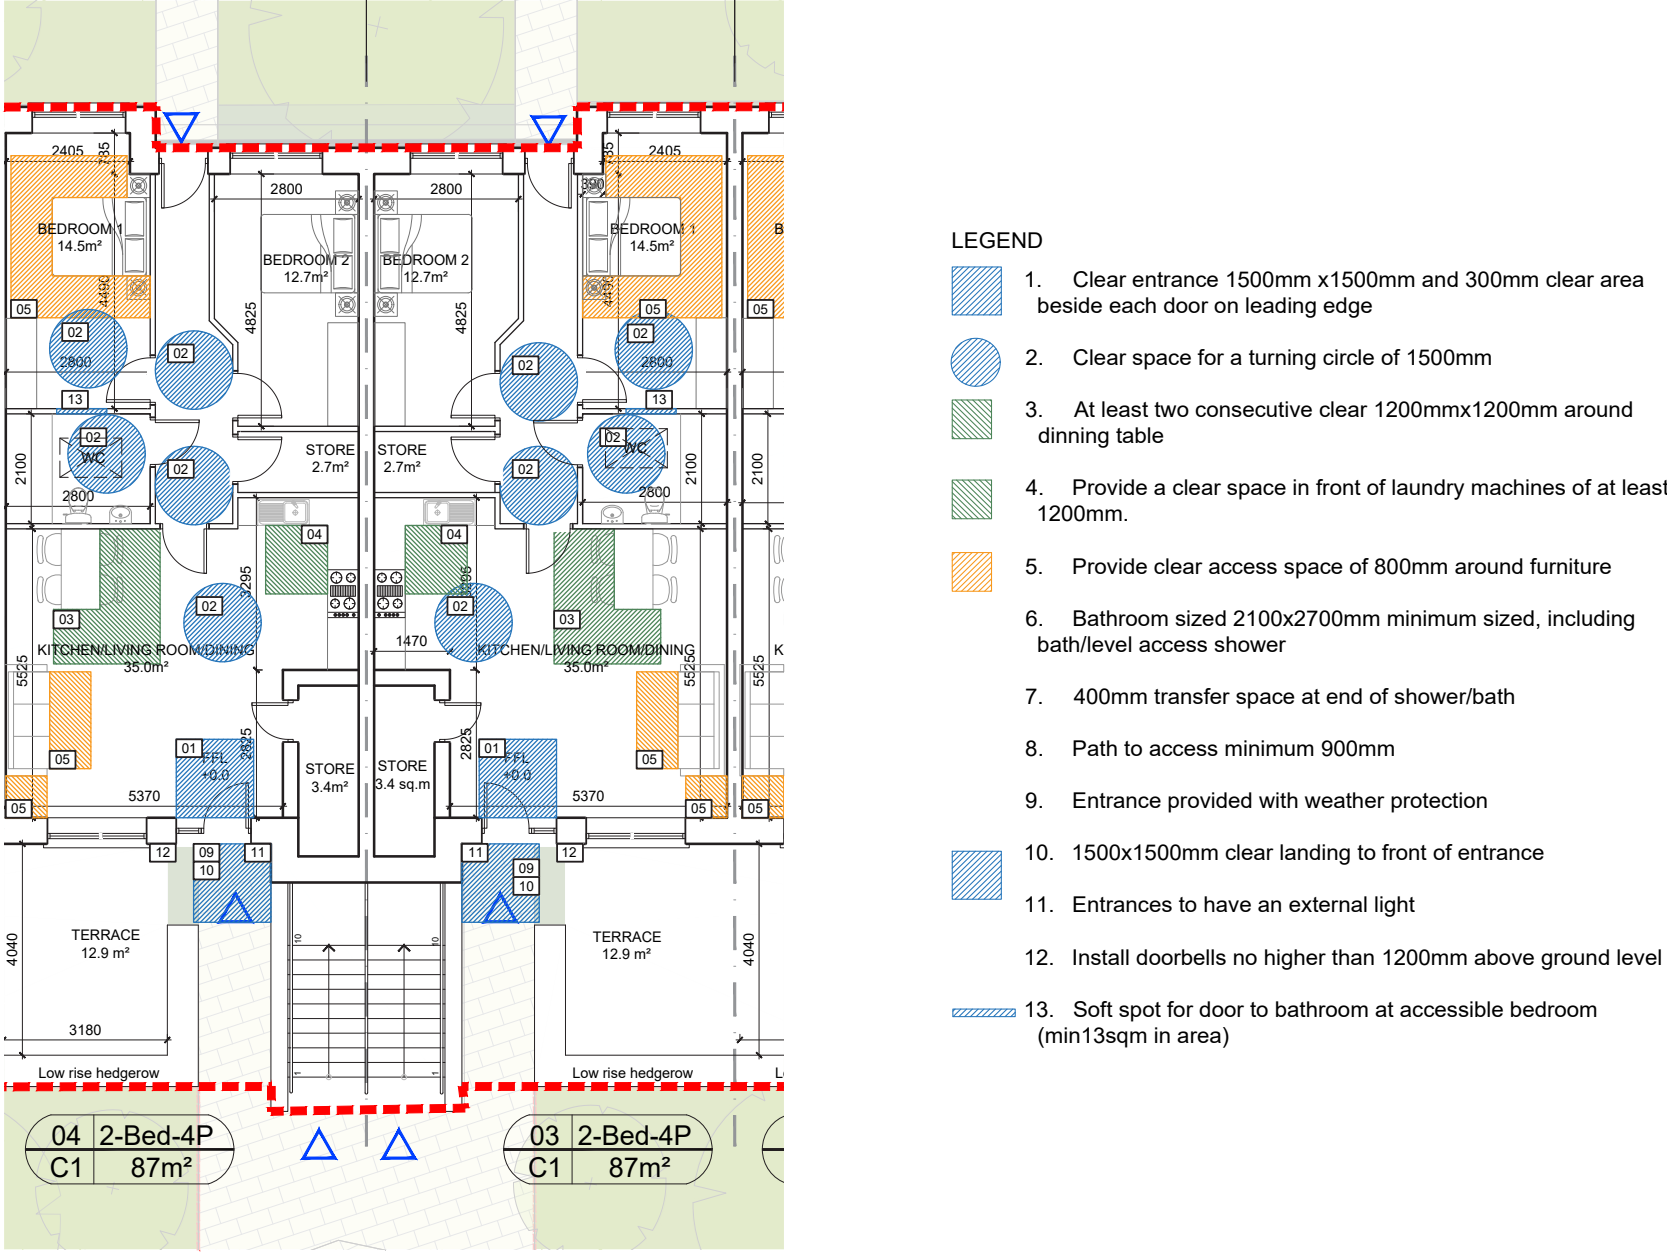 2405
735
2800
2800
735
2405
390
BEDROOM 1
14.5m²
BEDROOM 2
12.7m²
BEDROOM 2
12.7m²
BEDROOM 1
14.5m²
B
4490
4825
4825
4490
05
05
05
02
02
02
02
2800
2800
13
13
02
02
WC
WC
STORE
2.7m²
STORE
2.7m²
02
02
2100
2100
2100
2800
2800
04
04
3295
3295
02
02
03
03
1470
KITCHEN/LIVING ROOM/DINING
35.0m²
KITCHEN/LIVING ROOM/DINING
35.0m²
K
5525
5525
5525
2825
2825
01
01
FFL
+0.0
FFL
+0.0
05
05
STORE
3.4m²
STORE
3.4 sq.m
5370
5370
05
05
05
12
09
10
11
11
09
10
12
TERRACE
12.9 m²
TERRACE
12.9 m²
4040
4040
10
10
3180
1
1
Low rise hedgerow
Low rise hedgerow
L
04 2-Bed-4P
C1 87m²
03 2-Bed-4P
C1 87m²
LEGEND
1. Clear entrance 1500mm x1500mm and 300mm clear area
beside each door on leading edge
2. Clear space for a turning circle of 1500mm
3. At least two consecutive clear 1200mmx1200mm around
dinning table
4. Provide a clear space in front of laundry machines of at least
1200mm.
5. Provide clear access space of 800mm around furniture
6. Bathroom sized 2100x2700mm minimum sized, including
bath/level access shower
7. 400mm transfer space at end of shower/bath
8. Path to access minimum 900mm
9. Entrance provided with weather protection
10. 1500x1500mm clear landing to front of entrance
11. Entrances to have an external light
12. Install doorbells no higher than 1200mm above ground level
13. Soft spot for door to bathroom at accessible bedroom
(min13sqm in area)